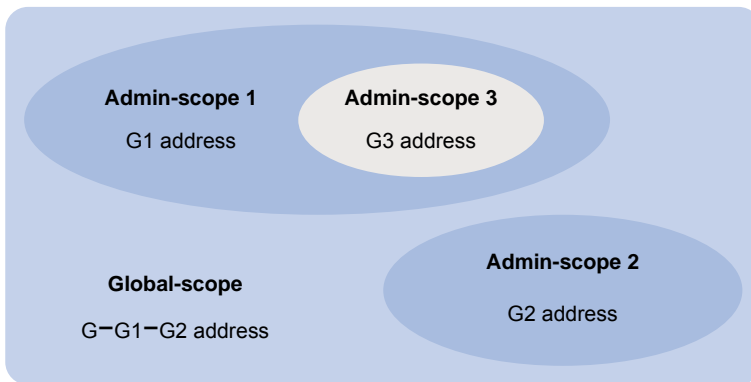 Admin-scope 1
G1 address
Admin-scope 3
G3 address
Admin-scope 2
G2 address
Global-scope
G−G1−G2 address